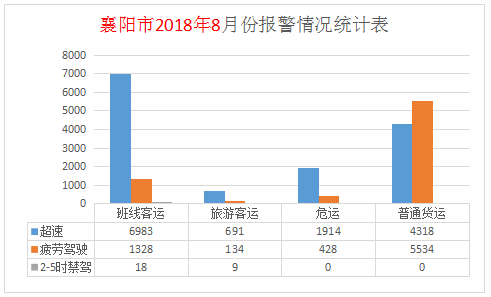 襄阳市2018年8月份报警情况统计表
8000
7000
6000
5000
4000
3000
2000
1000
0
班线客运 旅游客运 危运 普通货运
超速 6983 691 1914 4318
疲劳驾驶 1328 134 428 5534
2-5时禁驾 18 9 0 0